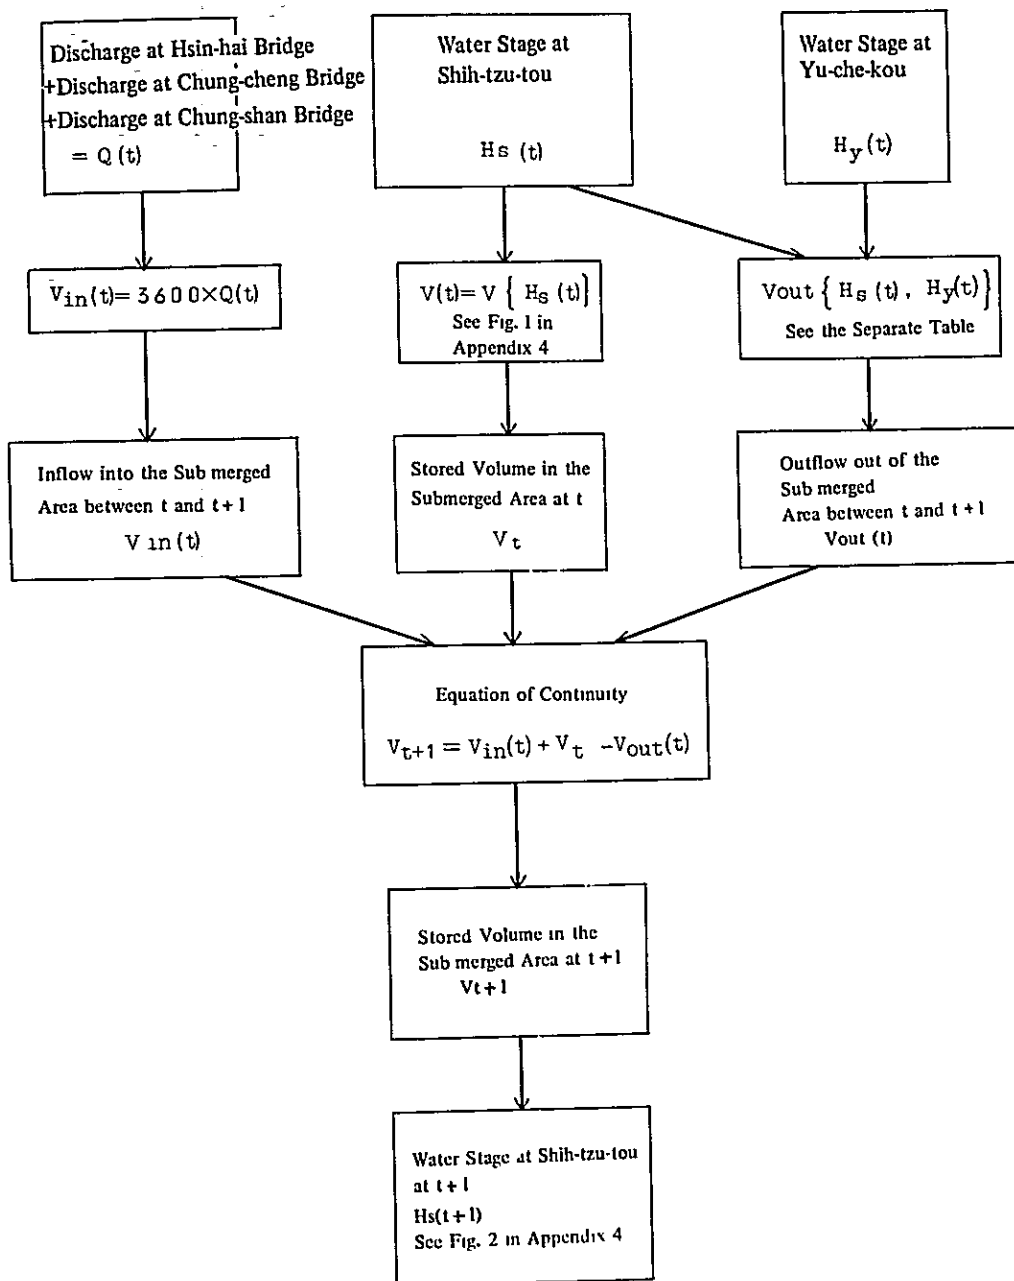 Discharge at Hsin-hai Bridge
+Discharge at Chung-cheng Bridge
+Discharge at Chung-shan Bridge
= Q (t)
Water Stage at
Shih-tzu-tou
Hs (t)
Water Stage at
Yu-che-kou
Hy (t)
Vin(t)= 3600×Q(t)
V(t)= V { Hs (t)}
See Fig. 1 in
Appendix 4
Vout { Hs (t), Hy(t)}
See the Separate Table
Inflow into the Sub merged
Area between t and t+1
V in(t)
Stored Volume in the
Submerged Area at t
Vt
Outflow out of the
Sub merged
Area between t and t+1
Vout (t)
Equation of Continuity
Vt+1 = Vin(t) + Vt -Vout(t)
Stored Volume in the
Sub merged Area at t+1
Vt+1
Water Stage at Shih-tzu-tou
at t+1
Hs(t+1)
See Fig. 2 in Appendix 4